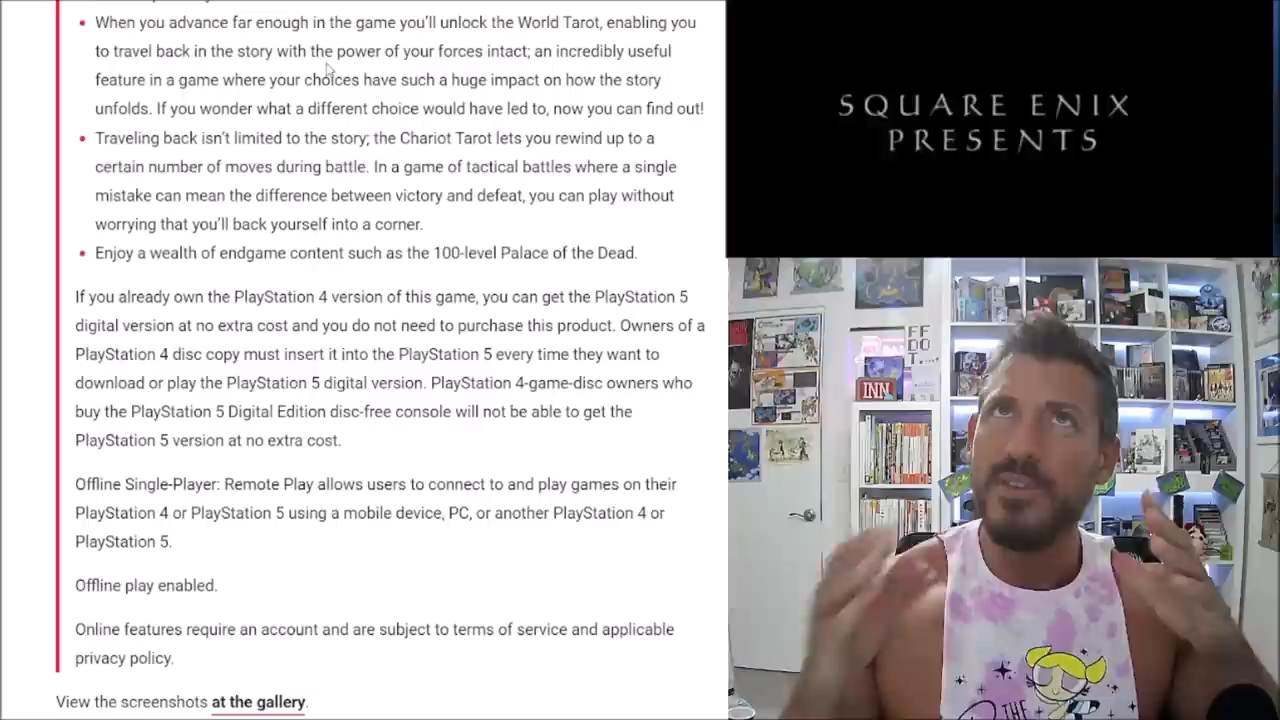 When you advance far enough in the game you'll unlock the World Tarot, enabling you
to travel back in the story with the power of your forces intact; an incredibly useful
feature in a game where your choices have such a huge impact on how the story
unfolds. If you wonder what a different choice would have led to, now you can find out!
Traveling back isn't limited to the story; the Chariot Tarot lets you rewind up to a
certain number of moves during battle. In a game of tactical battles where a single
mistake can mean the difference between victory and defeat, you can play without
worrying that you'll back yourself into a corner.
Enjoy a wealth of endgame content such as the 100-level Palace of the Dead.
If you already own the PlayStation 4 version of this game, you can get the PlayStation 5
digital version at no extra cost and you do not need to purchase this product. Owners of a
PlayStation 4 disc copy must insert it into the PlayStation 5 every time they want to
download or play the PlayStation 5 digital version. PlayStation 4-game-disc owners who
buy the PlayStation 5 Digital Edition disc-free console will not be able to get the
PlayStation 5 version at no extra cost.
Offline Single-Player: Remote Play allows users to connect to and play games on their
PlayStation 4 or PlayStation 5 using a mobile device, PC, or another PlayStation 4 or
PlayStation 5.
Offline play enabled.
Online features require an account and are subject to terms of service and applicable
privacy policy.
View the screenshots at the gallery.
SQUARE ENIX
PRESENTS
FF
DOT
INN
THE